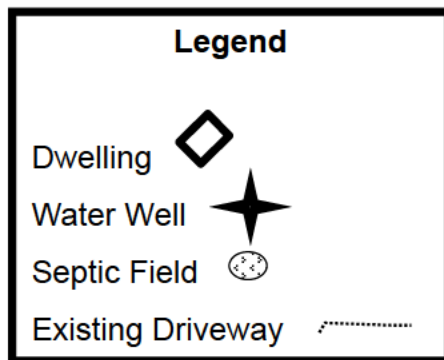 Legend
Dwelling
Water Well
Septic Field
Existing Driveway